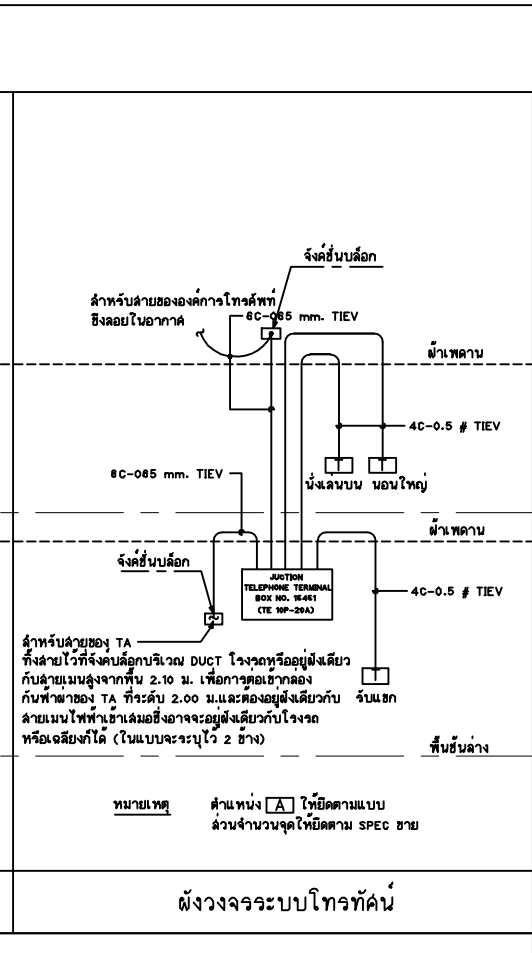 จังค์ชั่นบล็อก
สำหรับสายขององค์การโทรศัพท์
ซึงลอยในอากาศ
6C-065 mm. TIEV
ฝ้าเพดาน
4C-0.5 # TIEV
นั่งเล่นบน นอนใหญ่
6C-065 mm. TIEV
ฝ้าเพดาน
จังค์ชั่นบล็อก
JUCTION
TELEPHONE TERMINAL
BOX NO. 15451
(TE 10P-20A)
4C-0.5 # TIEV
สำหรับสายของ TA
ทิ้งสายไว้ที่จังคบล็อกบริเวณ DUCT โรงรถหรืออยู่ฝั่งเดียว
กับสายเมนสูงจากพื้น 2.10 ม. เพื่อการต่อเข้ากล่อง
กันฟ้าผ่าของ TA ที่ระดับ 2.00 ม.และต้องอยู่ฝั่งเดียวกับ
สายเมนไฟฟ้าเข้าเสมอซึ่งอาจจะอยู่ฝั่งเดียวกับโรงรถ
หรือเฉลียงก็ได้ (ในแบบจะระบุไว้ 2 ข้าง)
รับแขก
พื้นชั้นล่าง
หมายเหตุ ตำแหน่ง A ให้ยึดตามแบบ
ส่วนจำนวนจุดให้ยึดตาม SPEC ขาย
ผังวงจรระบบโทรทัศน์